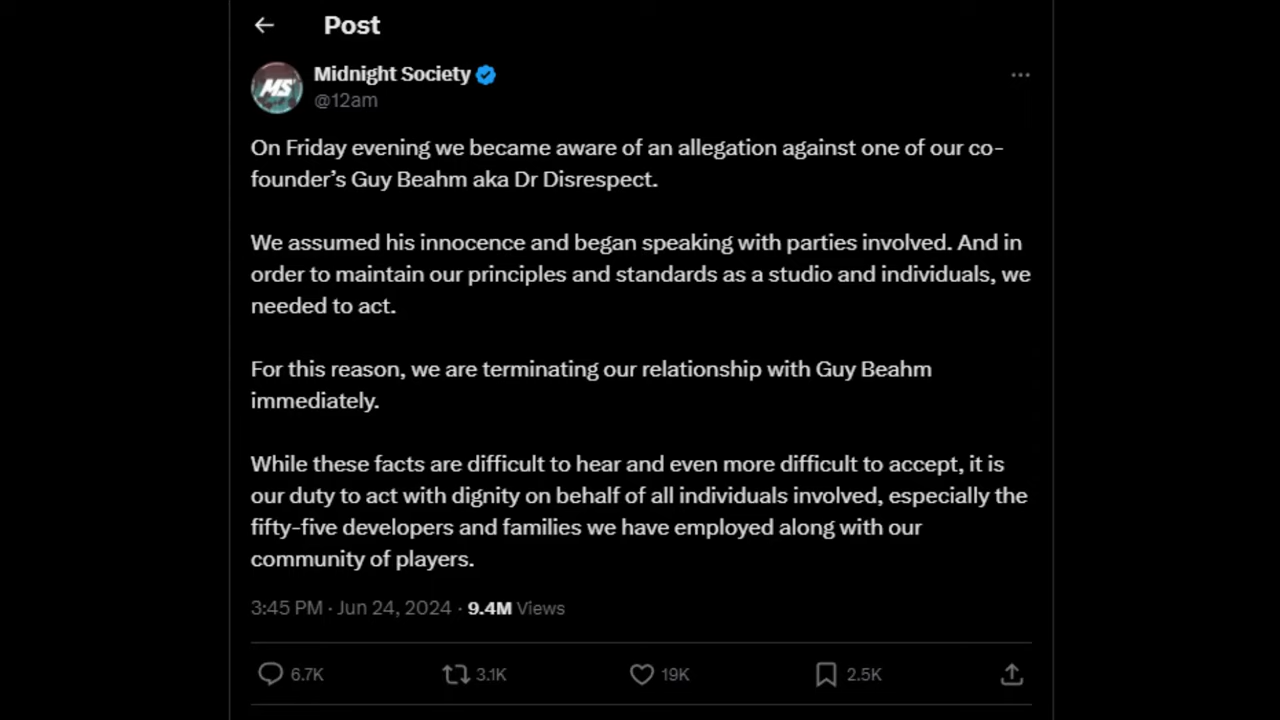 Post
MS
Midnight Society
@12am
On Friday evening we became aware of an allegation against one of our co-
founder’s Guy Beahm aka Dr Disrespect.
We assumed his innocence and began speaking with parties involved. And in
order to maintain our principles and standards as a studio and individuals, we
needed to act.
For this reason, we are terminating our relationship with Guy Beahm
immediately.
While these facts are difficult to hear and even more difficult to accept, it is
our duty to act with dignity on behalf of all individuals involved, especially the
fifty-five developers and families we have employed along with our
community of players.
3:45 PM · Jun 24, 2024 · 9.4M Views
6.7K 3.1K 19K 2.5K